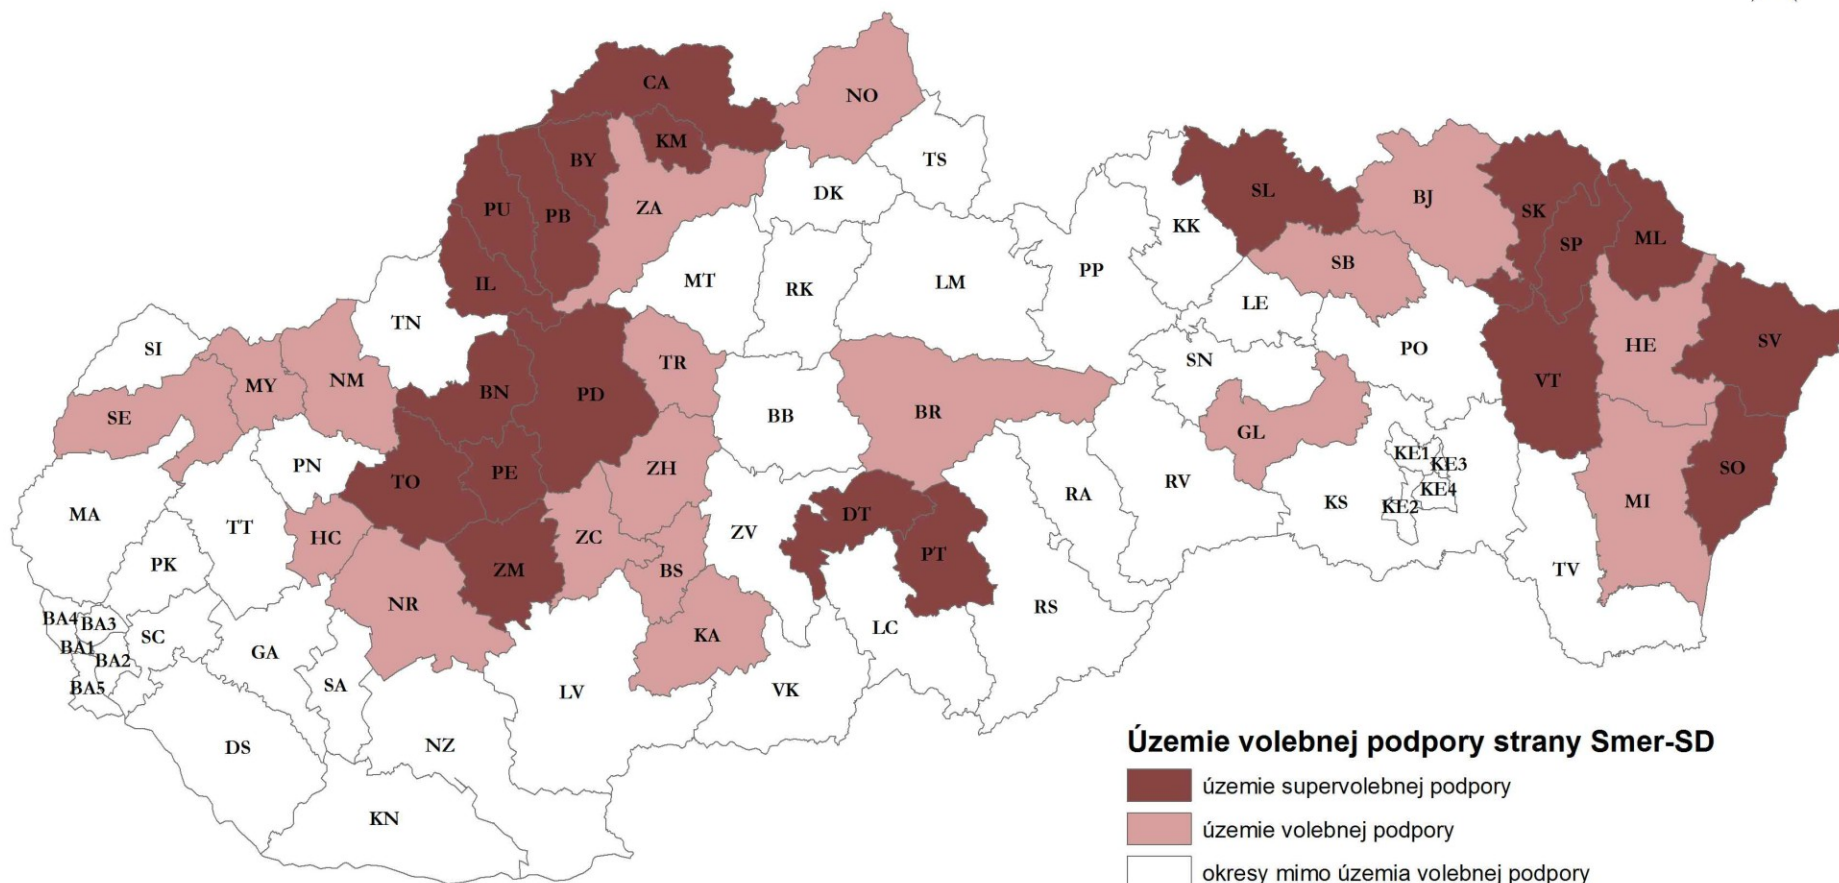 CA
NO
KM
BY
TS
DK
ZA
PU
PB
SL
BJ
SK
SP
ML
KK
SB
IL
MT
RK
LM
PP
LE
TN
SI
MY
NM
BN
PD
TR
SN
PO
VT
HE
SV
SE
BB
BR
GL
PN
TO
PE
ZH
RA
RV
KE1
KE3
KE4
KE2
KS
SO
MI
MA
TT
HC
ZC
ZV
DT
PT
PK
NR
ZM
BS
RS
TV
BA4
BA3
BA1
BA2
BA5
SC
GA
SA
KA
LC
LV
VK
DS
NZ
KN
Územie volebnej podpory strany Smer-SD
územie supervolebnej podpory
územie volebnej podpory
okresy mimo územia volebnej podpory